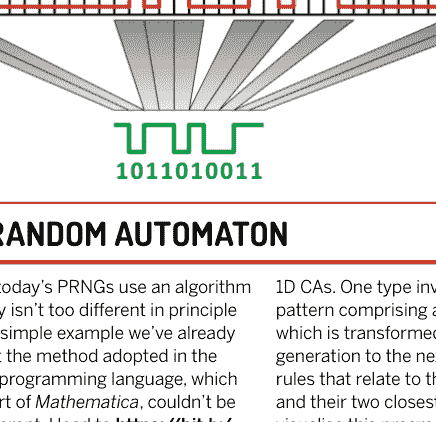 1011010011
RANDOM AUTOMATON
today's PRNGs use an algorithm
isn't too different in principle
simple example we've already
the method adopted in the
programming language, which
rt of Mathematica, couldn't be
1D CAs. One type inv
pattern comprising a
which is transformed
generation to the ne
rules that relate to th
and their two closest